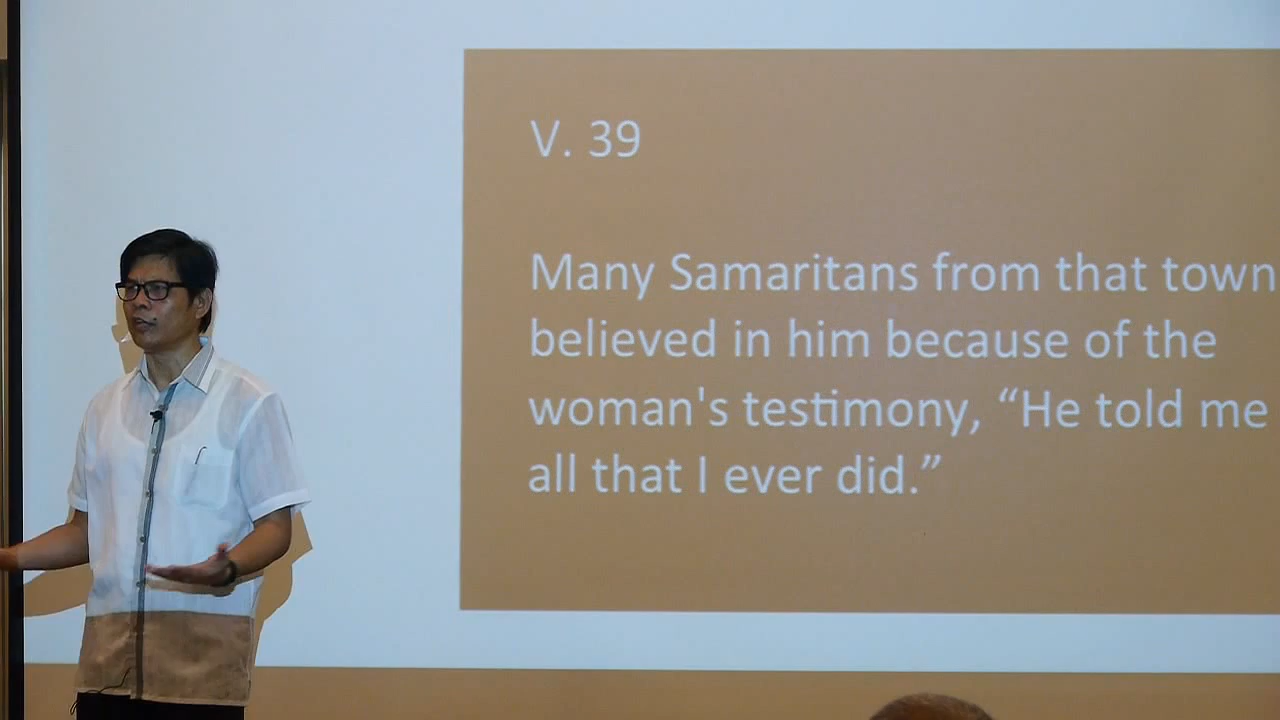 V. 39
Many Samaritans from that town
believed in him because of the
woman's testimony, “He told me
all that I ever did.”